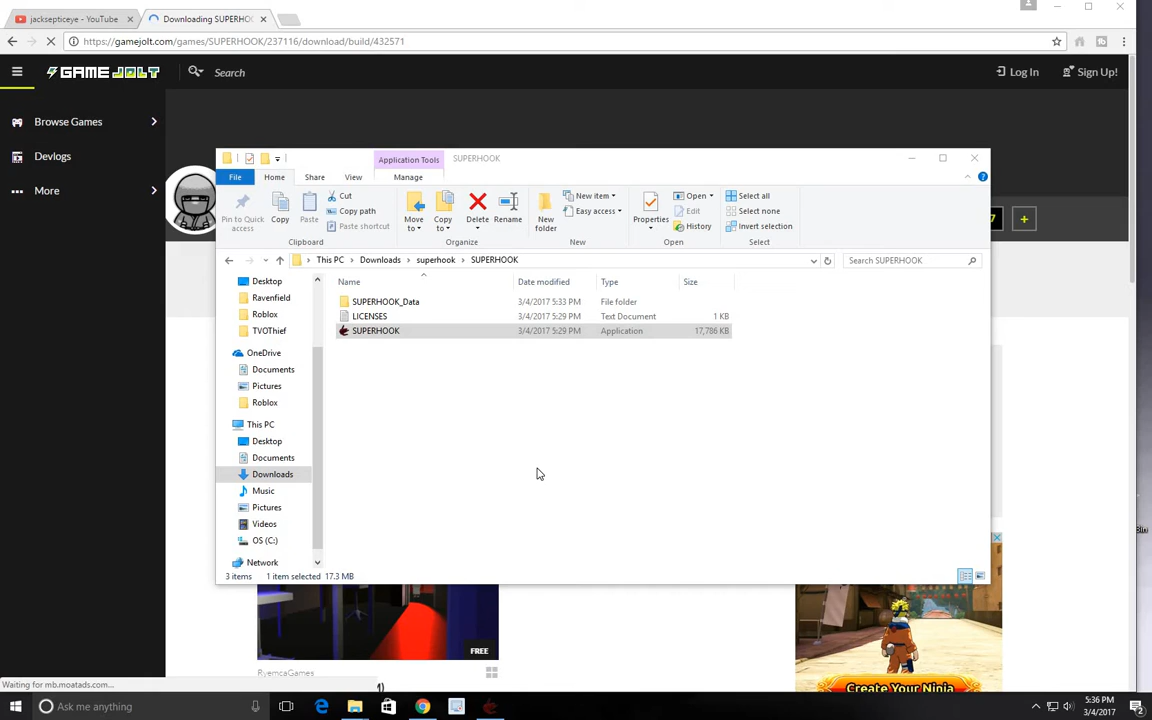 jacksepticeye - YouTube
Downloading SUPERHOO
https://gamejolt.com/games/SUPERHOOK/237116/download/build/432571
GAME JOLT
Search
Log In
Sign Up!
Browse Games
Devlogs
More
Application Tools
SUPERHOOK
File
Home
Share
View
Manage
Pin to Quick access
Copy
Paste
Cut
Copy path
Paste shortcut
Clipboard
Move to
Copy to
Delete
Rename
Organize
New folder
New item
Easy access
New
Properties
Open
Edit
History
Open
Select all
Select none
Invert selection
Select
This PC
Downloads
superhook
SUPERHOOK
Search SUPERHOOK
Name
Date modified
Type
Size
SUPERHOOK_Data 3/4/2017 5:33 PM File folder
LICENSES 3/4/2017 5:29 PM Text Document 1 KB
SUPERHOOK 3/4/2017 5:29 PM Application 17,786 KB
Desktop
Ravenfield
Roblox
TVOThief
OneDrive
Documents
Pictures
Roblox
This PC
Desktop
Documents
Downloads
Music
Pictures
Videos
OS (C:)
Network
3 items 1 item selected 17.3 MB
FREE
RyemcaGames
Create Your Ninja
Bin
Waiting for mb.moatads.com...
Ask me anything
5:36 PM
3/4/2017
2